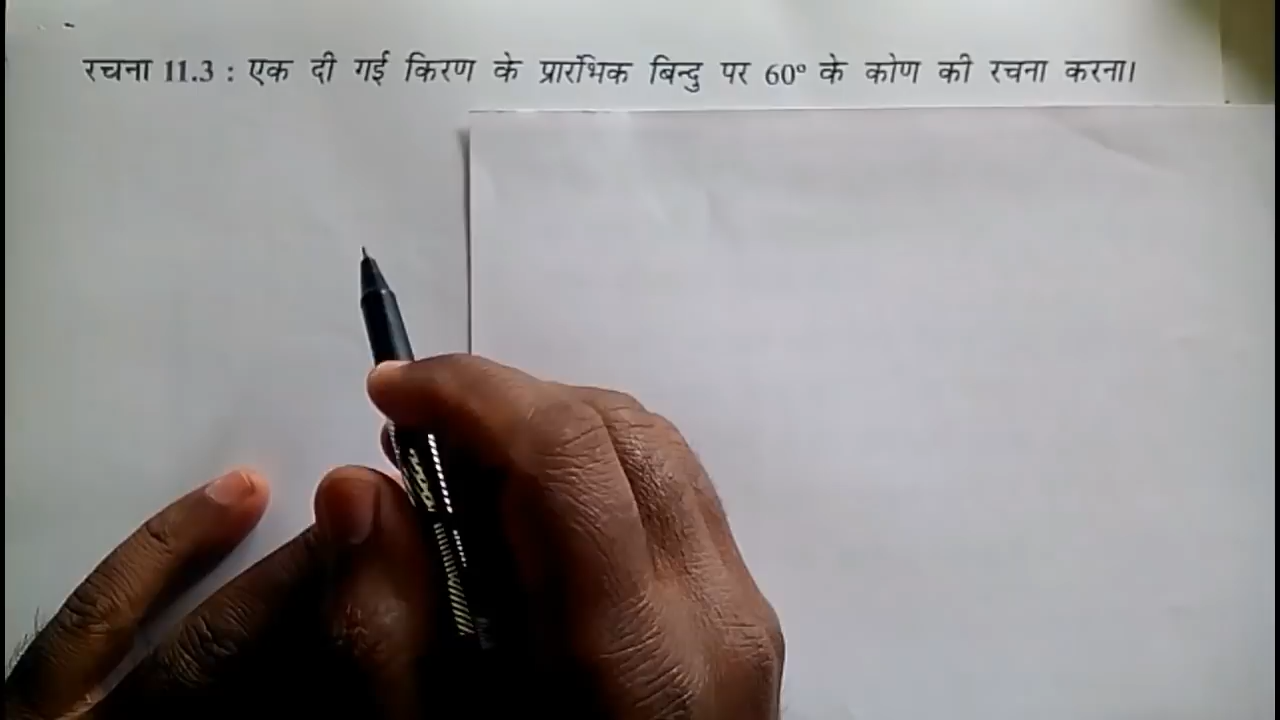 रचना 11.3 : एक दी गई किरण के प्रारंभिक बिन्दु पर 60° के कोण की रचना करना।